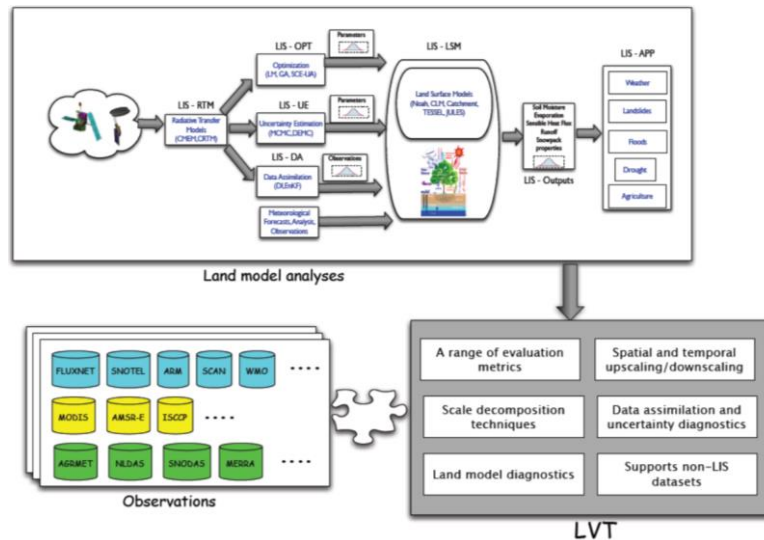 LIS - OPT
Optimization
(LM, GA, SCE-UA)
Parameters
LIS - LSM
LIS - APP
LIS - RTM
Radiative Transfer
Models
(CMEM,CRTM)
LIS - UE
Uncertainty Estimation
(MCMC,DEMC)
Parameters
Land Surface Models
(Noah, CLM, Catchment,
TESSEL, JULES)
LIS - DA
Data Assimilation
(DI,EnKF)
Observations
Meteorological
Forecasts, Analysis,
Observations
Soil Moisture
Evaporation
Sensible Heat Flux
Runoff
Snowpack
properties
LIS - Outputs
Weather
Landslides
Floods
Drought
Agriculture
Land model analyses
FLUXNET
SNOTEL
ARM
SCAN
WMO
....
MODIS
AMSR-E
ISCCP
....
AGRMET
NLDAS
SNODAS
MERRA
....
Observations
A range of evaluation
metrics
Spatial and temporal
upscaling/downscaling
Scale decomposition
techniques
Data assimilation and
uncertainty diagnostics
Land model diagnostics
Supports non-LIS
datasets
LVT